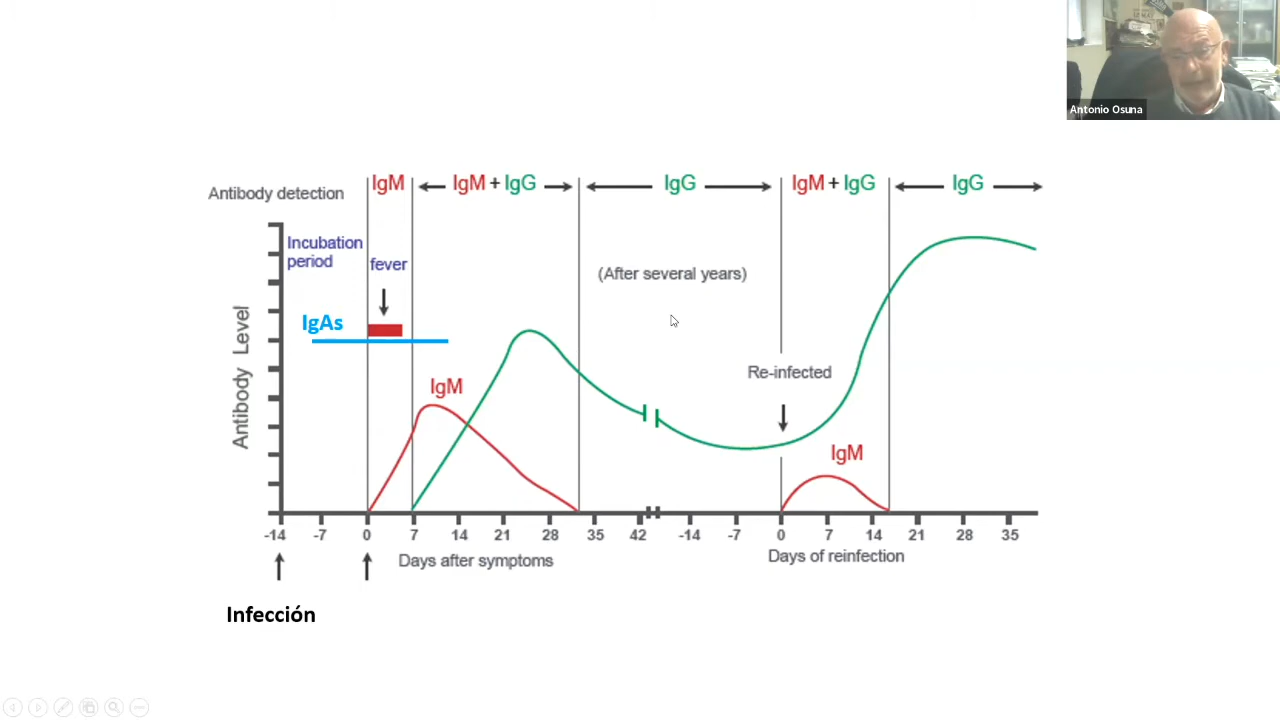 Antonio Osuna
Antibody detection
IgM
IgM + IgG
IgG
IgM + IgG
IgG
Incubation
period
fever
(After several years)
IgAs
Antibody Level
IgM
Re-infected
IgM
-14 -7 0 7 14 21 28 35 42 -14 -7 0 7 14 21 28 35
Days after symptoms
Days of reinfection
Infección